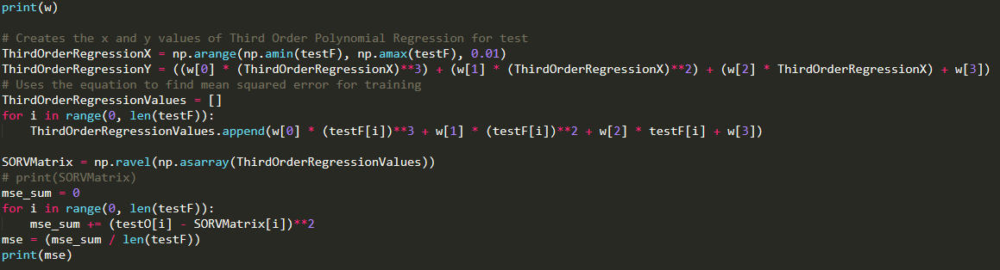 print(w)
# Creates the x and y values of Third Order Polynomial Regression for test
ThirdOrderRegressionX = np.arange(np.amin(testF), np.amax(testF), 0.01)
ThirdOrderRegressionY = ((w[0] * (ThirdOrderRegressionX)**3) + (w[1] * (ThirdOrderRegressionX)**2) + (w[2] * ThirdOrderRegressionX) + w[3])
# Uses the equation to find mean squared error for training
ThirdOrderRegressionValues = []
for i in range(0, len(testF)):
    ThirdOrderRegressionValues.append(w[0] * (testF[i])**3 + w[1] * (testF[i])**2 + w[2] * testF[i] + w[3])
SORVMatrix = np.ravel(np.asarray(ThirdOrderRegressionValues))
# print(SORVMatrix)
mse_sum = 0
for i in range(0, len(testF)):
    mse_sum += (testO[i] - SORVMatrix[i])**2
mse = (mse_sum / len(testF))
print(mse)